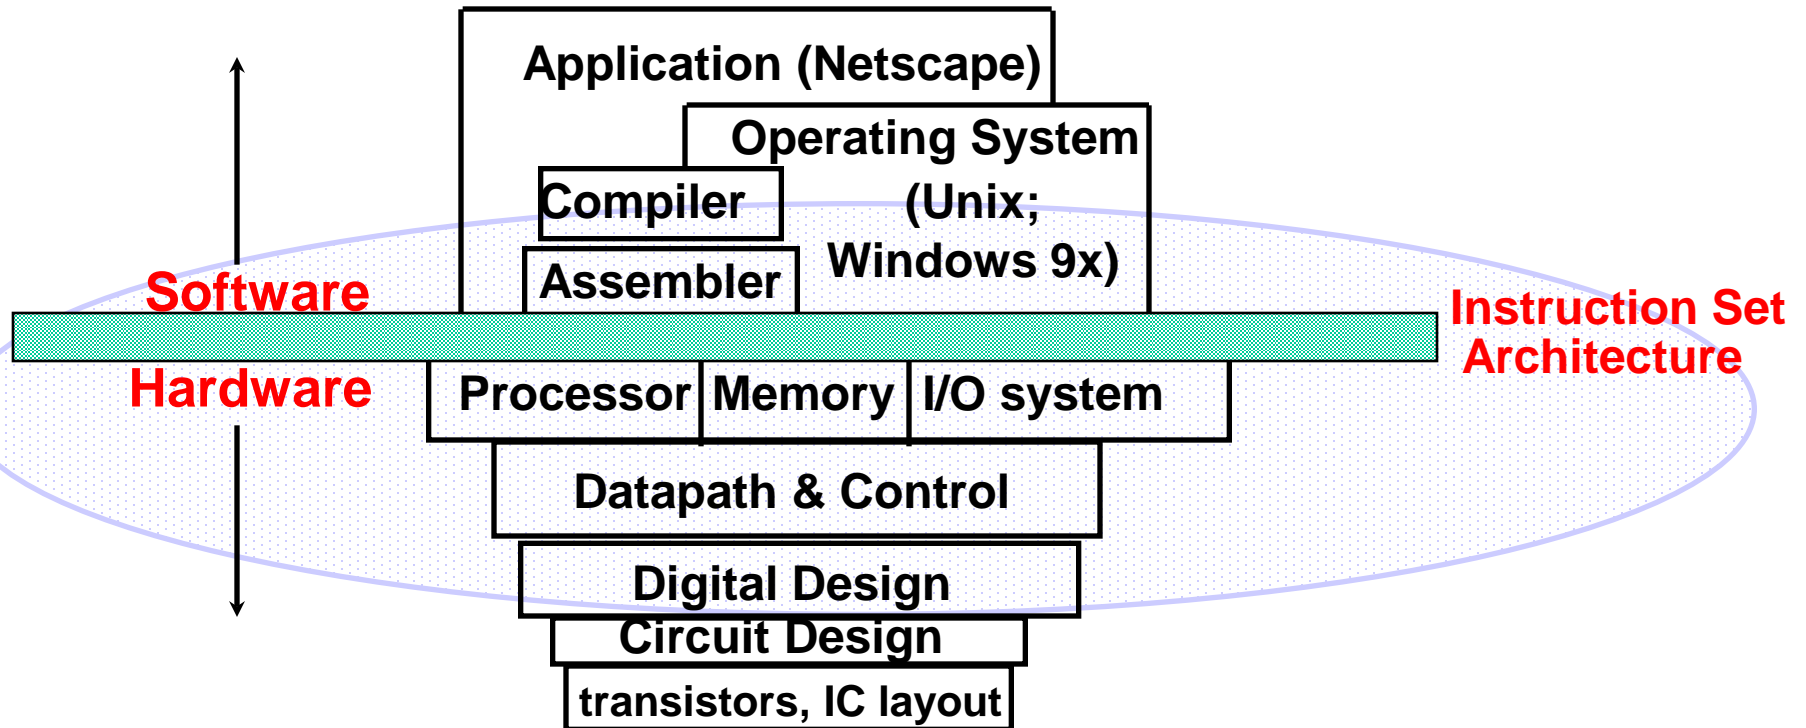 Application (Netscape)
Operating System
Compiler
(Unix;
Windows 9x)
Assembler
Software
Instruction Set
Architecture
Hardware
Processor
Memory
I/O system
Datapath & Control
Digital Design
Circuit Design
transistors, IC layout